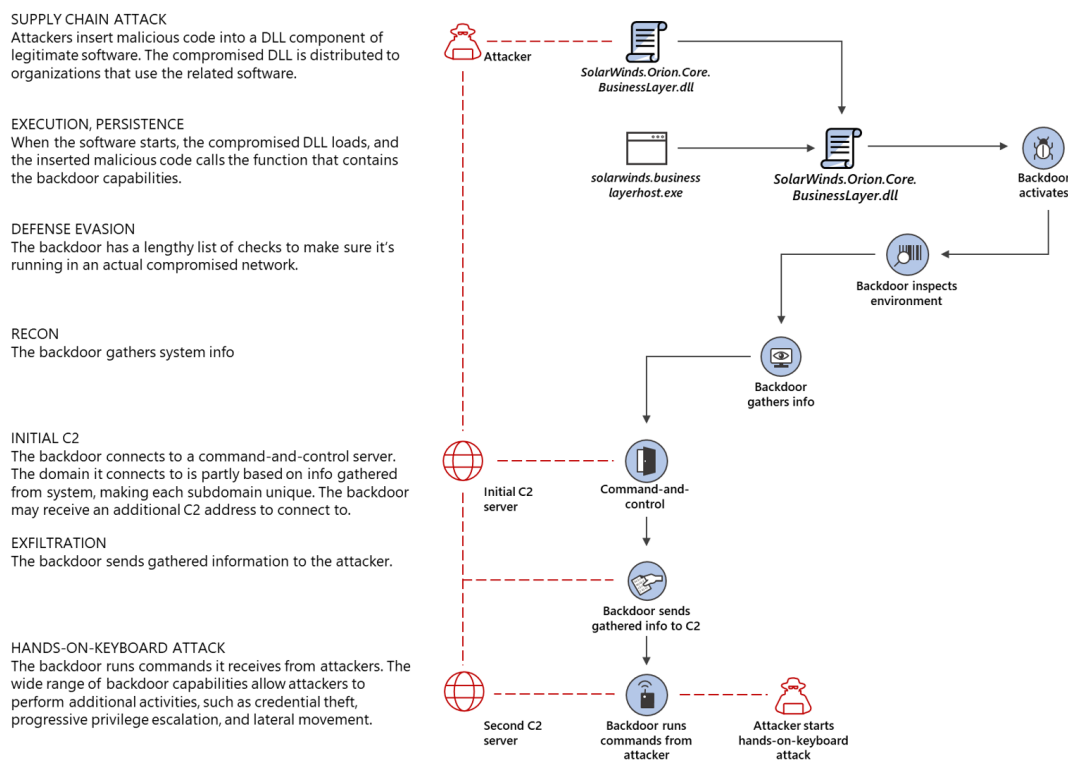 SUPPLY CHAIN ATTACK
Attackers insert malicious code into a DLL component of
legitimate software. The compromised DLL is distributed to
organizations that use the related software.
Attacker
SolarWinds.Orion.Core.
BusinessLayer.dll
EXECUTION, PERSISTENCE
When the software starts, the compromised DLL loads, and
the inserted malicious code calls the function that contains
the backdoor capabilities.
solarwinds.business
layerhost.exe
SolarWinds.Orion.Core.
BusinessLayer.dll
Backdoor
activates
DEFENSE EVASION
The backdoor has a lengthy list of checks to make sure it's
running in an actual compromised network.
Backdoor inspects
environment
RECON
The backdoor gathers system info
Backdoor
gathers info
INITIAL C2
The backdoor connects to a command-and-control server.
The domain it connects to is partly based on info gathered
from system, making each subdomain unique. The backdoor
may receive an additional C2 address to connect to.
Initial C2
server
Command-and-
control
EXFILTRATION
The backdoor sends gathered information to the attacker.
Backdoor sends
gathered info to C2
HANDS-ON-KEYBOARD ATTACK
The backdoor runs commands it receives from attackers. The
wide range of backdoor capabilities allow attackers to
perform additional activities, such as credential theft,
progressive privilege escalation, and lateral movement.
Second C2
server
Backdoor runs
commands from
attacker
Attacker starts
hands-on-keyboard
attack